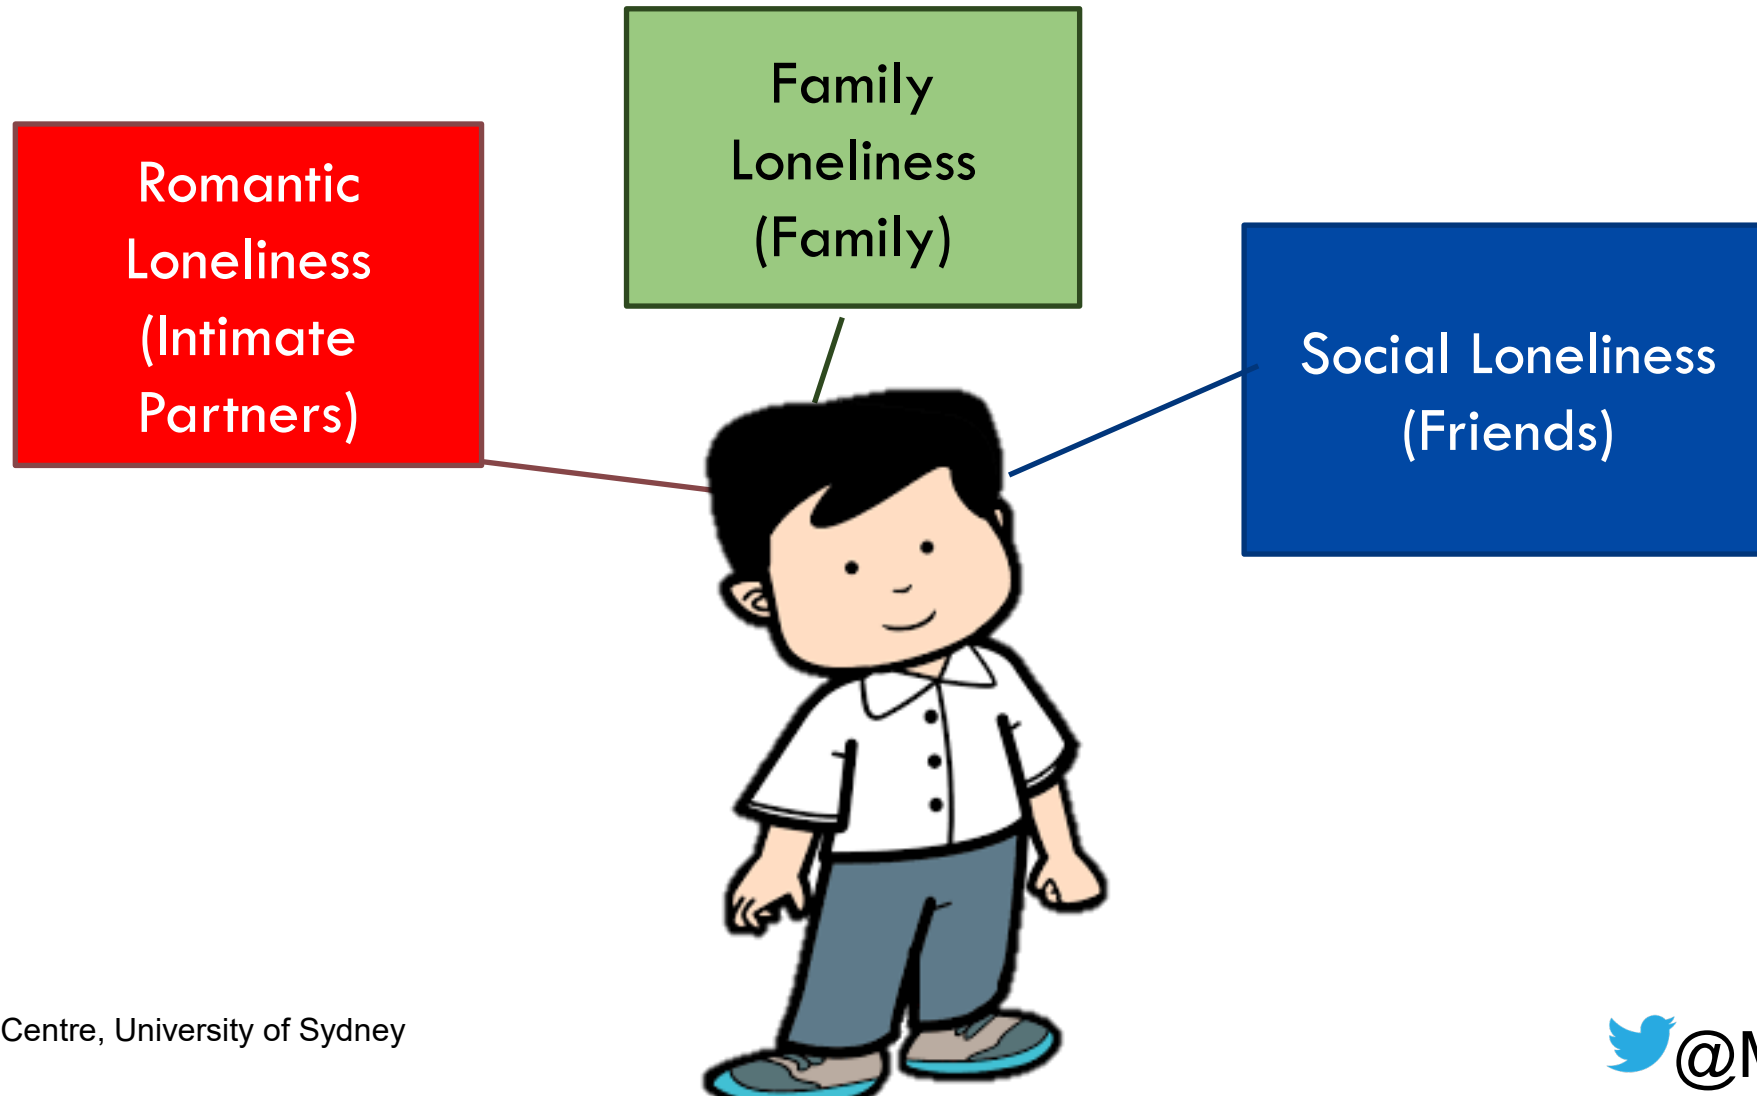 Family
Loneliness
(Family)
Romantic
Loneliness
(Intimate
Partners)
Social Loneliness
(Friends)
Centre, University of Sydney
@M